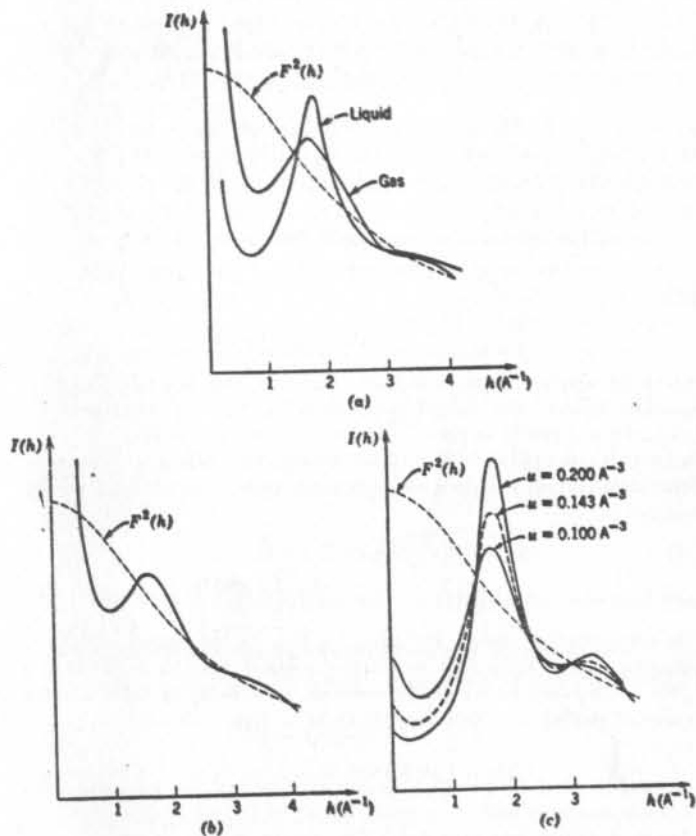 I(h)
F²(h)
Liquid
Gas
1 2 3 4 h(A⁻¹)
(a)
I(h)
F²(h)
1 2 3 4 h(A⁻¹)
(b)
I(h)
F²(h)
u = 0.200 A⁻³
u = 0.143 A⁻³
u = 0.100 A⁻³
1 2 3 h(A⁻¹)
(c)